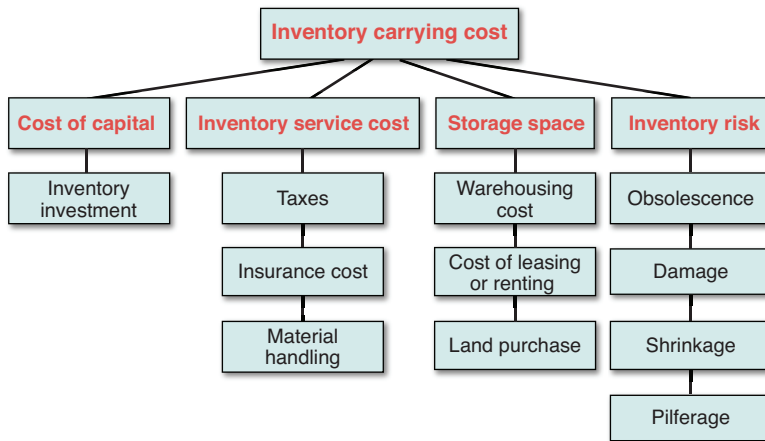 Inventory carrying cost
Cost of capital
Inventory
investment
Inventory service cost
Taxes
Insurance cost
Material
handling
Storage space
Warehousing
cost
Cost of leasing
or renting
Land purchase
Inventory risk
Obsolescence
Damage
Shrinkage
Pilferage